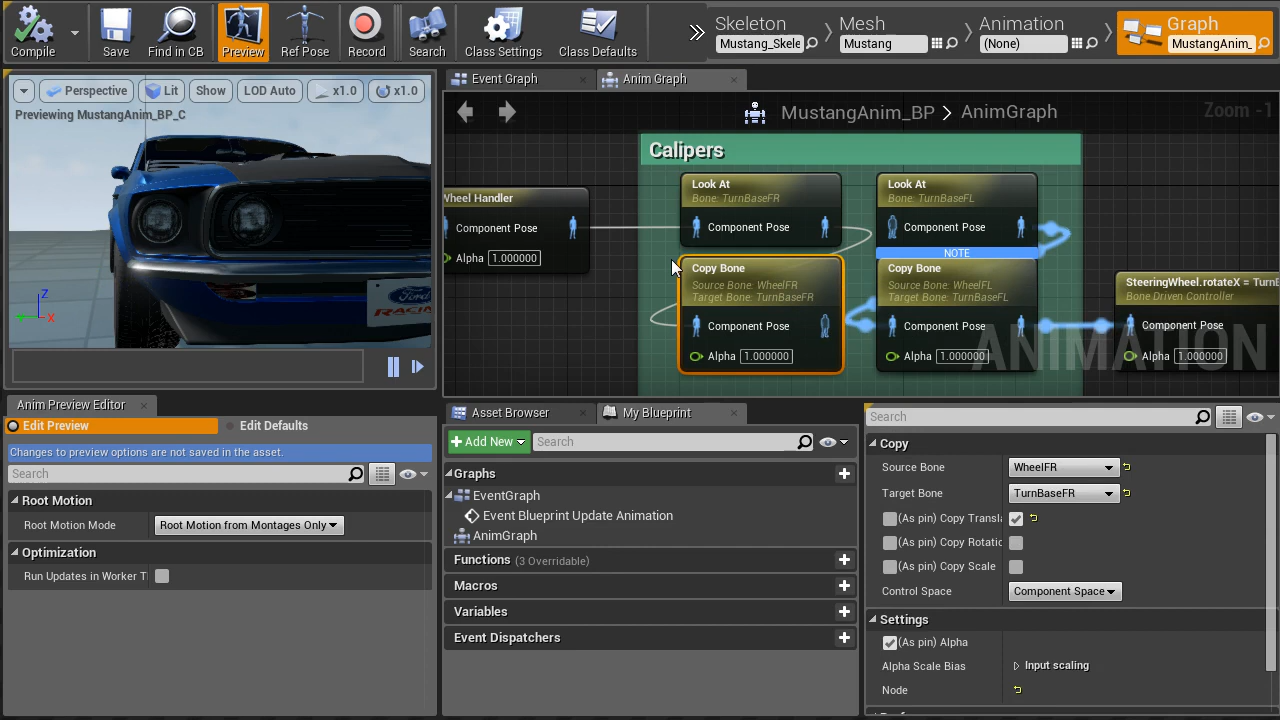 Compile
Save
Find in CB
Preview
Ref Pose
Record
Search
Class Settings
Class Defaults
Skeleton
Mustang_Skele
Mesh
Mustang
Animation
(None)
Graph
MustangAnim_
Perspective
Lit
Show
LOD Auto
x1.0
x1.0
Previewing MustangAnim_BP_C
Z
X
Ford
RACING
Event Graph
Anim Graph
MustangAnim_BP > AnimGraph
Zoom -1
Calipers
Wheel Handler
Component Pose
Alpha 1.000000
Look At
Bone: TurnBaseFR
Component Pose
Look At
Bone: TurnBaseFL
Component Pose
NOTE
Copy Bone
Source Bone: WheelFR
Target Bone: TurnBaseFR
Component Pose
Alpha 1.000000
Copy Bone
Source Bone: WheelFL
Target Bone: TurnBaseFL
Component Pose
Alpha 1.000000
SteeringWheel.rotateX = TurnB
Bone Driven Controller
Component Pose
Alpha 1.000000
ANIMATION
Anim Preview Editor
Edit Preview
Edit Defaults
Changes to preview options are not saved in the asset.
Search
Root Motion
Root Motion Mode
Root Motion from Montages Only
Optimization
Run Updates in Worker T
Asset Browser
My Blueprint
Add New
Search
Graphs
EventGraph
Event Blueprint Update Animation
AnimGraph
Functions (3 Overridable)
Macros
Variables
Event Dispatchers
Search
Copy
Source Bone
WheelFR
Target Bone
TurnBaseFR
(As pin) Copy Transla
(As pin) Copy Rotatio
(As pin) Copy Scale
Control Space
Component Space
Settings
(As pin) Alpha
Alpha Scale Bias
Input scaling
Node